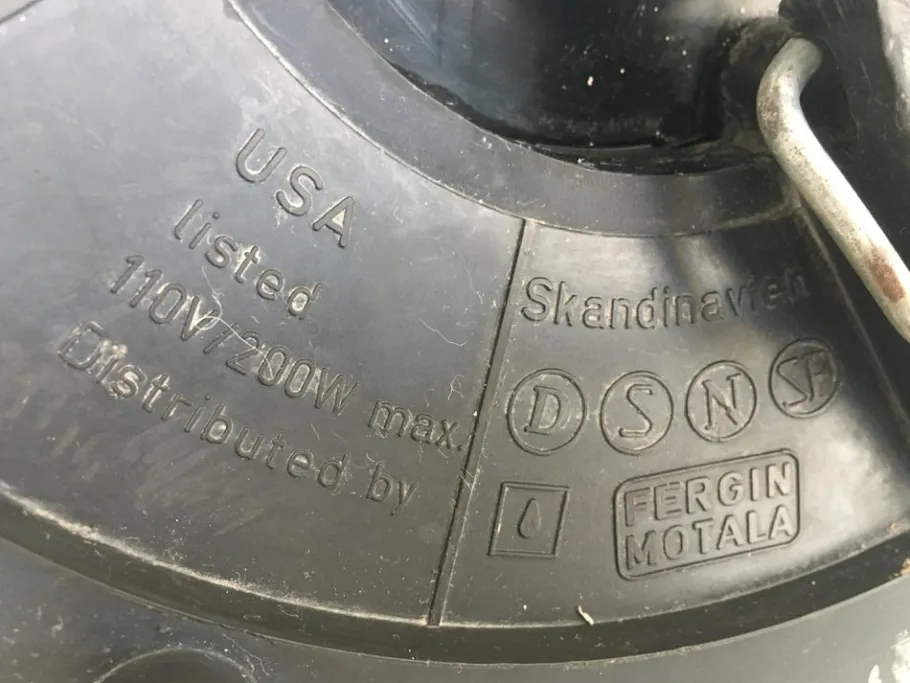 USA
listed
110V/200W max.
Distributed by
Skandinavien
D S N SF
FERGIN
MOTALA